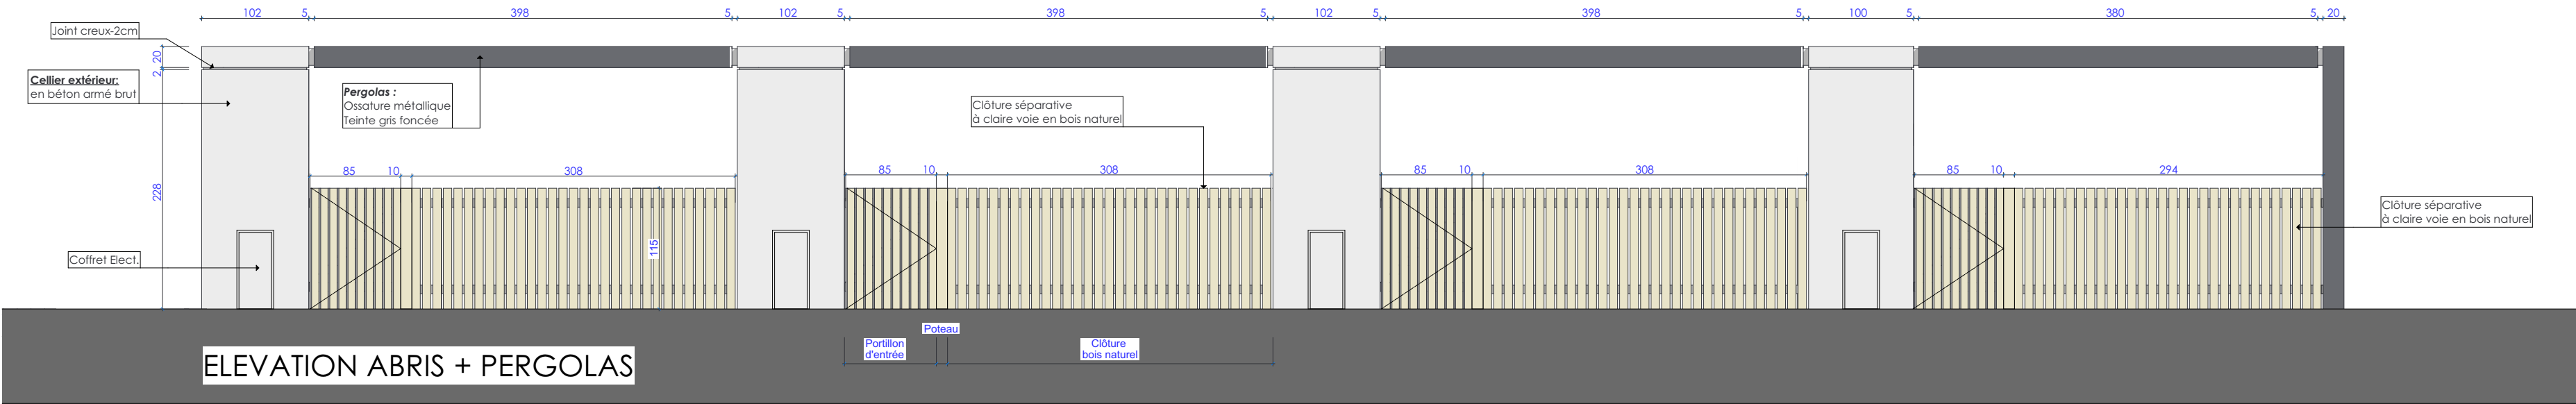 102 5 398 5 102 5 398 5 102 5 398 5 100 5 380 5 20
Joint creux-2cm
20
2
Cellier extérieur:
en béton armé brut
Pergolas :
Ossature métallique
Teinte gris foncée
Clôture séparative
à claire voie en bois naturel
85 10 308 85 10 308 85 10 308 85 10 294
228
Clôture séparative
à claire voie en bois naturel
115
Coffret Elect.
Poteau
Portillon
d'entrée
Clôture
bois naturel
ELEVATION ABRIS + PERGOLAS